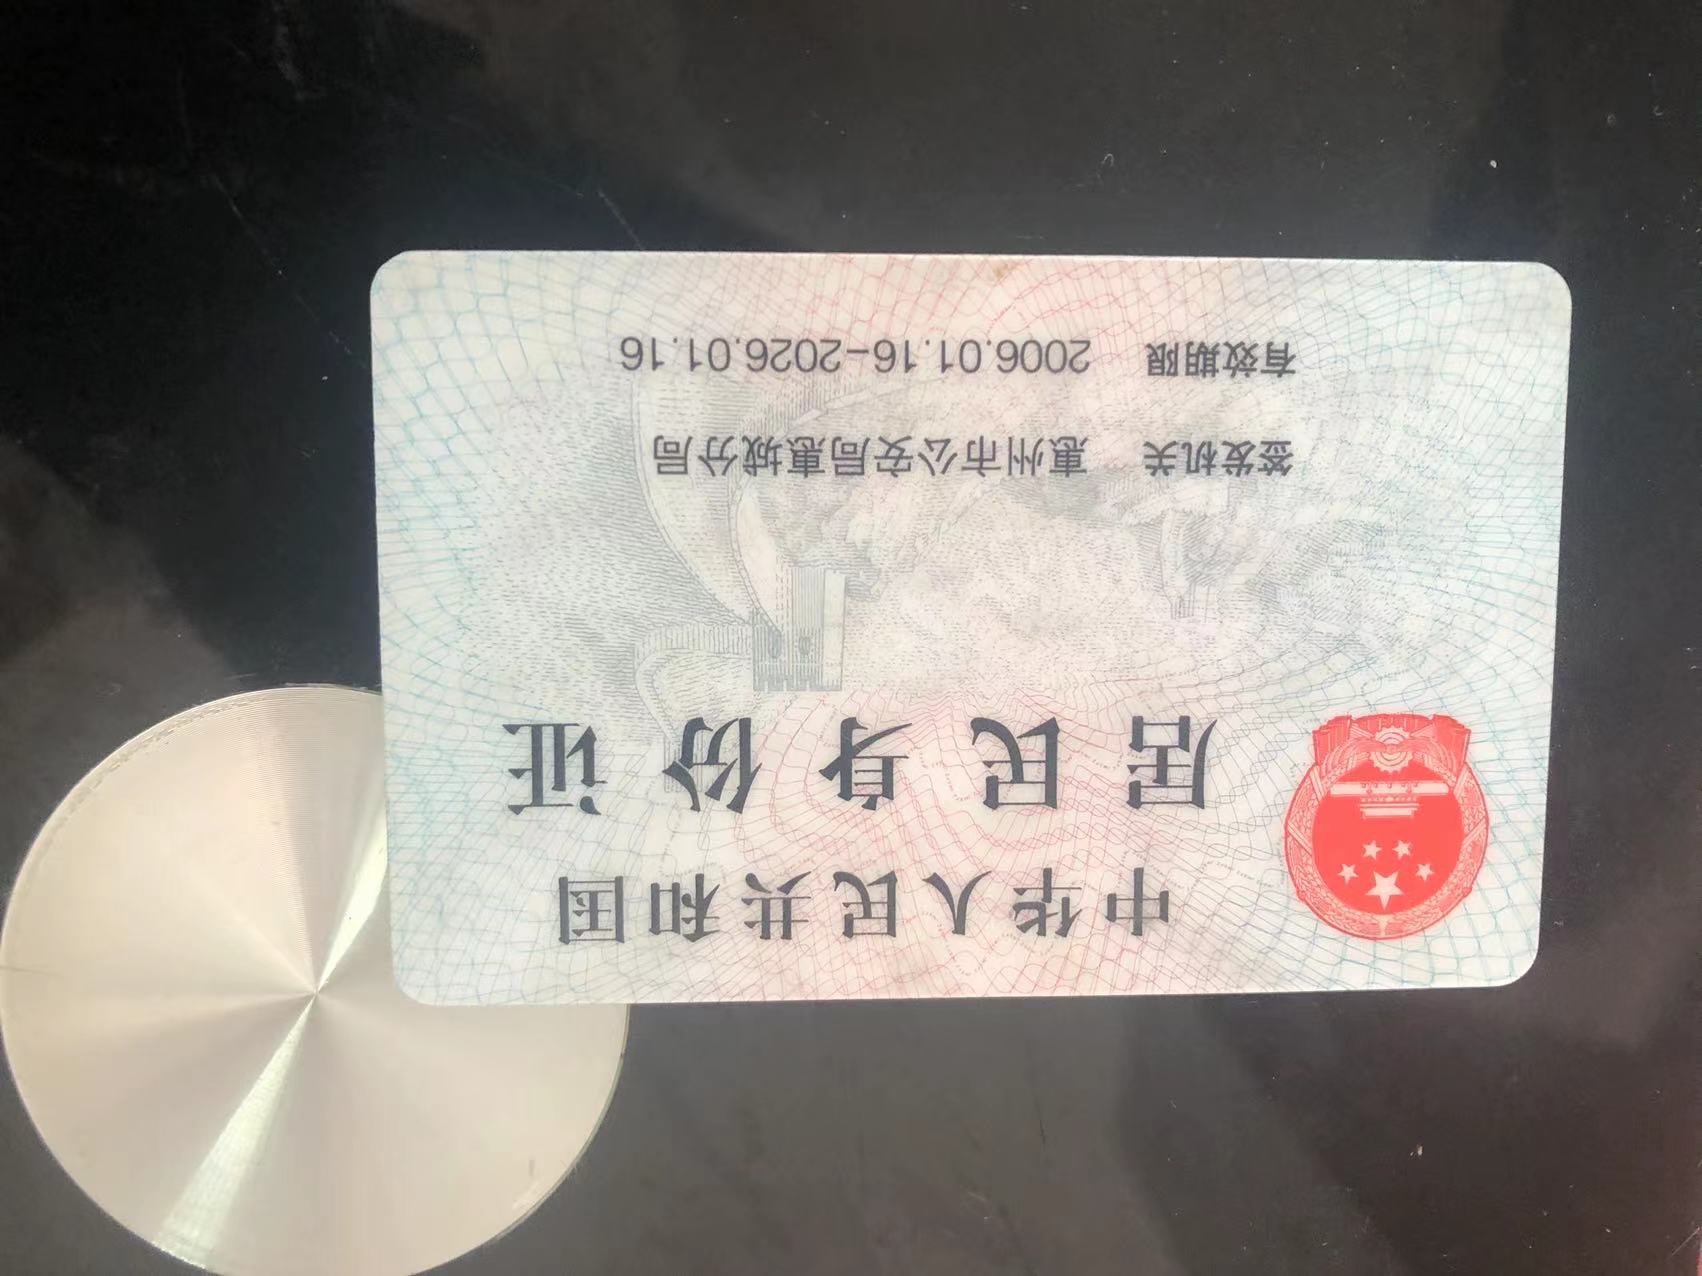 中华人民共和国
居民身份证
签发机关 惠州市公安局惠城分局
有效期限 2006.01.16-2026.01.16